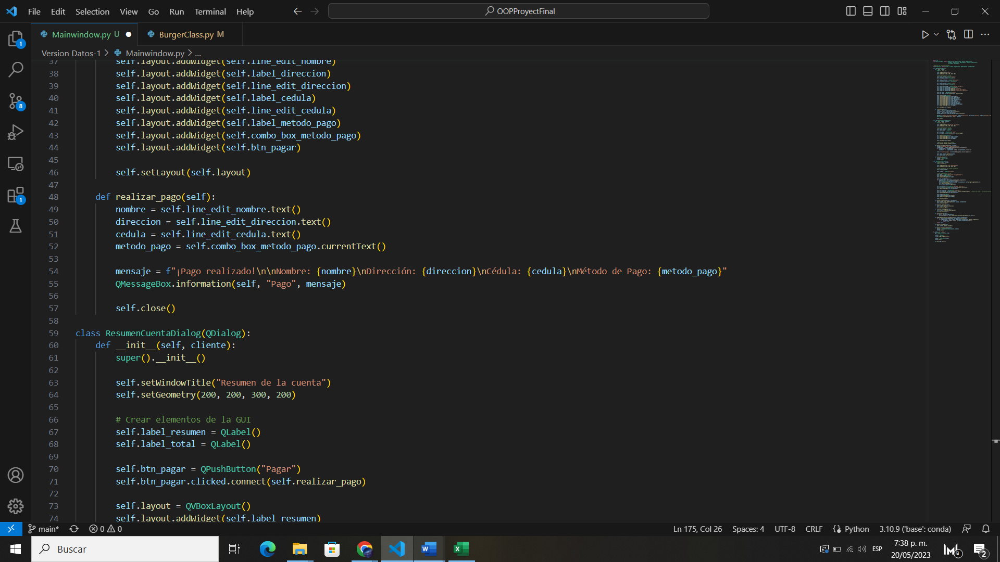 File Edit Selection View Go Run Terminal Help
OOPProyectFinal
Mainwindow.py U
BurgerClass.py M
Version Datos-1 > Mainwindow.py > ...
37 self.layout.addWidget(self.line_edit_nombre)
38 self.layout.addWidget(self.label_direccion)
39 self.layout.addWidget(self.line_edit_direccion)
40 self.layout.addWidget(self.label_cedula)
41 self.layout.addWidget(self.line_edit_cedula)
42 self.layout.addWidget(self.label_metodo_pago)
43 self.layout.addWidget(self.combo_box_metodo_pago)
44 self.layout.addWidget(self.btn_pagar)
45
46 self.setLayout(self.layout)
47
48 def realizar_pago(self):
49 nombre = self.line_edit_nombre.text()
50 direccion = self.line_edit_direccion.text()
51 cedula = self.line_edit_cedula.text()
52 metodo_pago = self.combo_box_metodo_pago.currentText()
53
54 mensaje = f"¡Pago realizado!\n\nNombre: {nombre}\nDirección: {direccion}\nCédula: {cedula}\nMétodo de Pago: {metodo_pago}"
55 QMessageBox.information(self, "Pago", mensaje)
56
57 self.close()
58
59 class ResumenCuentaDialog(QDialog):
60 def __init__(self, cliente):
61 super().__init__()
62
63 self.setWindowTitle("Resumen de la cuenta")
64 self.setGeometry(200, 200, 300, 200)
65
66 # Crear elementos de la GUI
67 self.label_resumen = QLabel()
68 self.label_total = QLabel()
69
70 self.btn_pagar = QPushButton("Pagar")
71 self.btn_pagar.clicked.connect(self.realizar_pago)
72
73 self.layout = QVBoxLayout()
74 self.layout.addWidget(self.label_resumen)
1
8
1
main* 0 0 Ln 175, Col 26 Spaces: 4 UTF-8 CRLF Python 3.10.9 ('base': conda)
Buscar
ESP
7:38 p. m.
20/05/2023
3
2